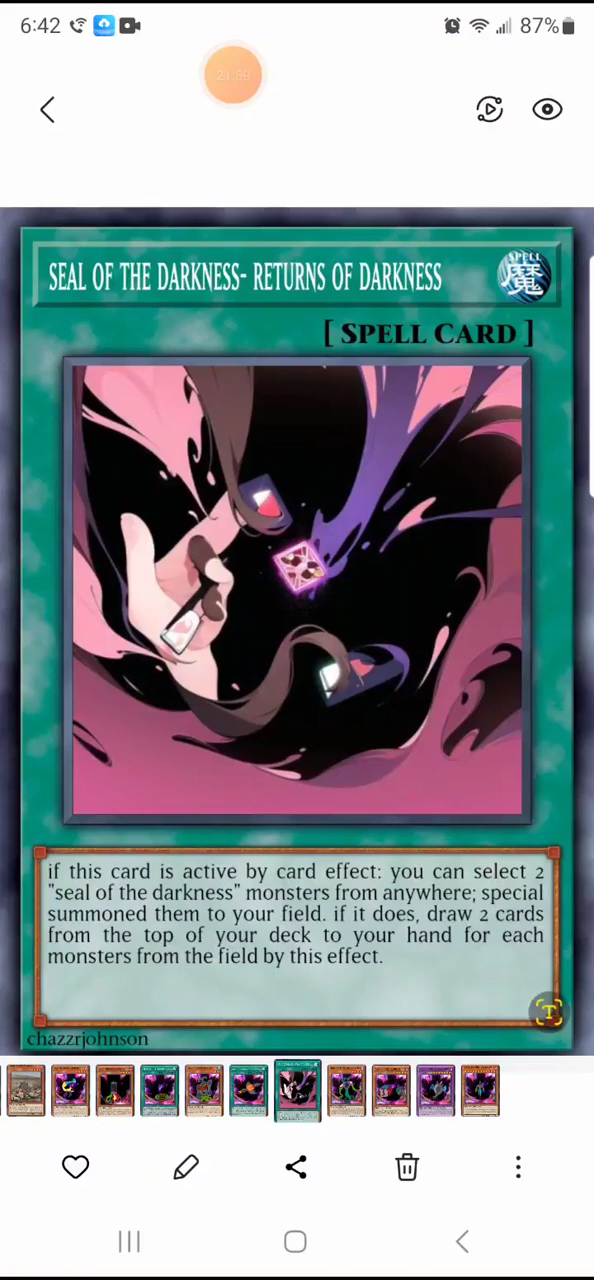 6:42
87%
21:59
SEAL OF THE DARKNESS- RETURNS OF DARKNESS
SPELL
魔
[ SPELL CARD ]
if this card is active by card effect: you can select 2
"seal of the darkness" monsters from anywhere; special
summoned them to your field. if it does, draw 2 cards
from the top of your deck to your hand for each
monsters from the field by this effect.
T
chazzrjohnson